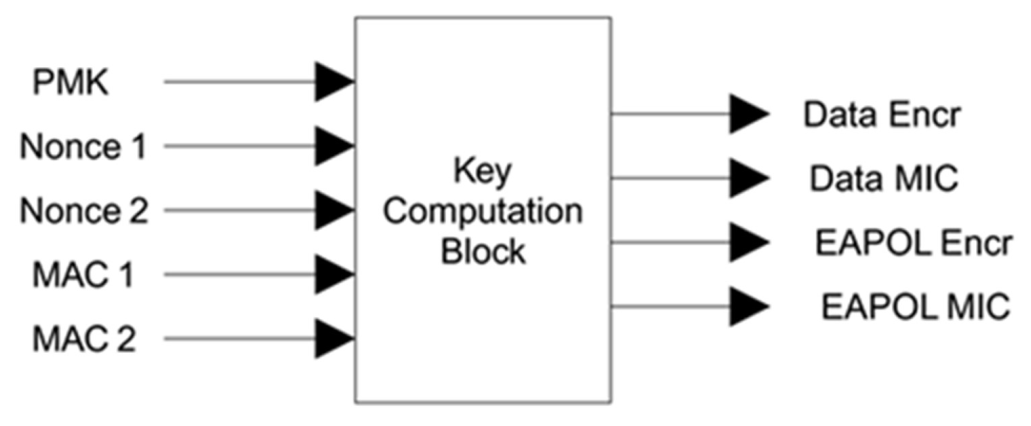 PMK
Nonce 1
Nonce 2
MAC 1
MAC 2
Key
Computation
Block
Data Encr
Data MIC
EAPOL Encr
EAPOL MIC